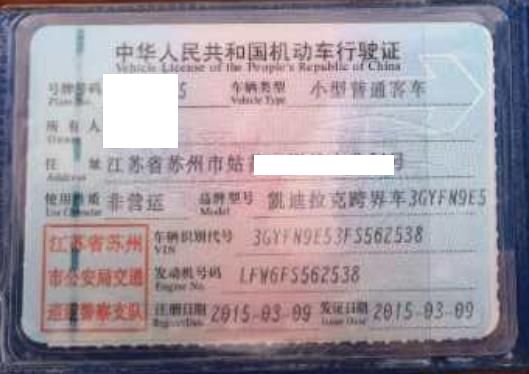 中华人民共和国机动车行驶证
Vehicle License of the People's Republic of China
号牌号码 5 车辆类型 小型普通客车
Plate No. Vehicle Type
所有人
Owner
住址 江苏省苏州市姑
Address
使用性质 非营运 品牌型号 凯迪拉克跨界车3GYFN9E5
Use Character Model
江苏省苏州 车辆识别代号 3GYFN9E53FS562538
VIN
市公安局交通 发动机号码 LFW6FS562538
Engine No.
巡逻警察支队 注册日期 2015-03-09 发证日期 2015-03-09
Register Date Issue Date